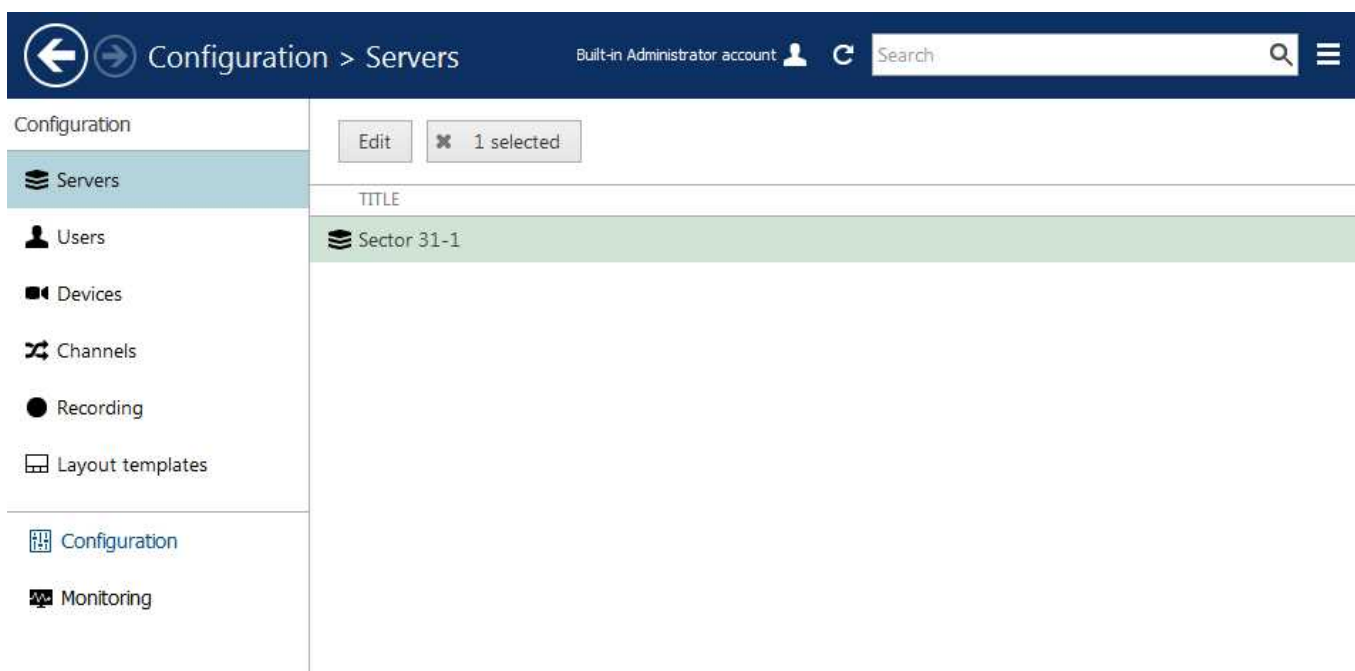 Configuration > Servers
Built-in Administrator account
Search
Configuration
Servers
Users
Devices
Channels
Recording
Layout templates
Configuration
Monitoring
Edit
1 selected
TITLE
Sector 31-1